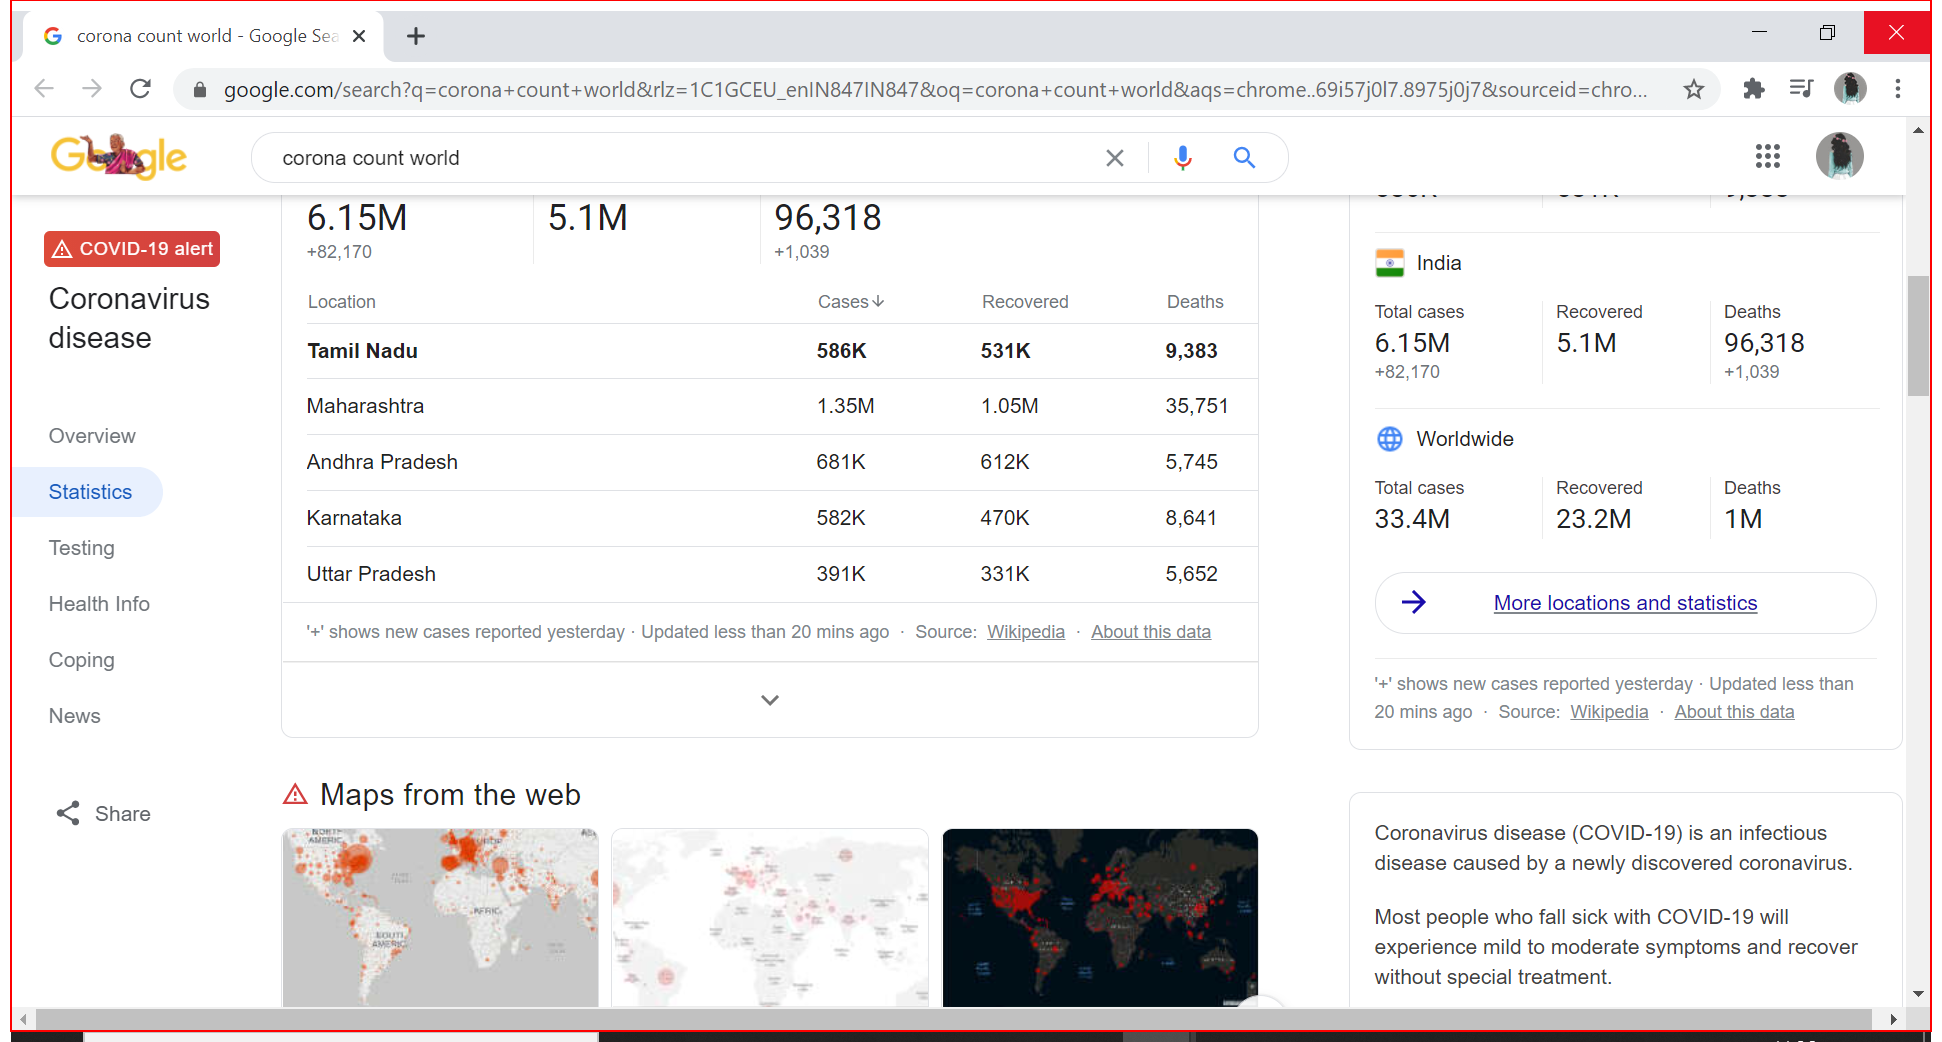 corona count world - Google Sea
google.com/search?q=corona+count+world&rlz=1C1GCEU_enIN847IN847&oq=corona+count+world&aqs=chrome..69i57j0l7.8975j0j7&sourceid=chro...
Google
corona count world
COVID-19 alert
Coronavirus
disease
Overview
Statistics
Testing
Health Info
Coping
News
Share
6.15M 5.1M 96,318
+82,170 +1,039
Location Cases Recovered Deaths
Tamil Nadu 586K 531K 9,383
Maharashtra 1.35M 1.05M 35,751
Andhra Pradesh 681K 612K 5,745
Karnataka 582K 470K 8,641
Uttar Pradesh 391K 331K 5,652
'+' shows new cases reported yesterday · Updated less than 20 mins ago · Source: Wikipedia · About this data
Maps from the web
NORTH
AMERIC
AFRIC
SOUTH
AMERIC
India
Total cases Recovered Deaths
6.15M 5.1M 96,318
+82,170 +1,039
Worldwide
Total cases Recovered Deaths
33.4M 23.2M 1M
More locations and statistics
'+' shows new cases reported yesterday · Updated less than
20 mins ago · Source: Wikipedia · About this data
Coronavirus disease (COVID-19) is an infectious
disease caused by a newly discovered coronavirus.
Most people who fall sick with COVID-19 will
experience mild to moderate symptoms and recover
without special treatment.